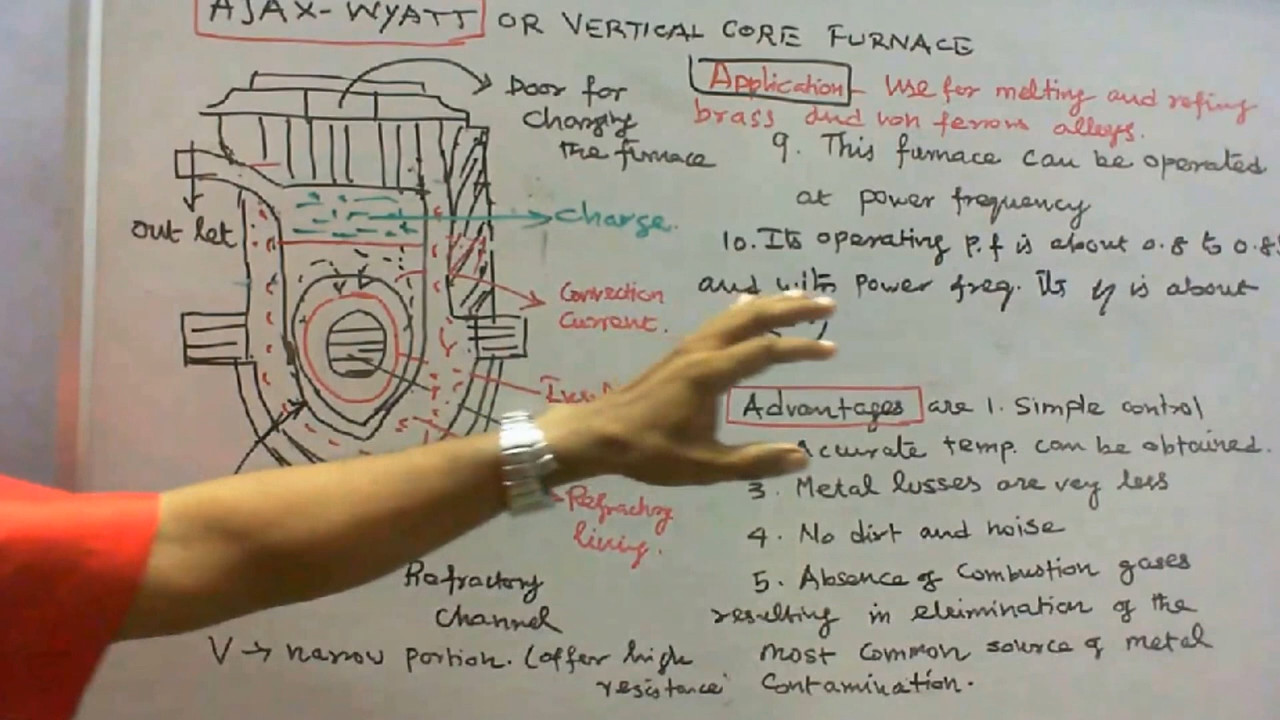 AJAX-WYATT OR VERTICAL CORE FURNACE
Door for
Charging
the furnace
out let
Charge.
Convection
Current.
Refractory
lining.
Refractory
Channel
V → narrow portion. (offer high
resistance
Application - Use for melting and refing
brass and non ferrous alloys.
9. This furnace can be operated
at power frequency
10. Its operating p.f is about 0.8 to 0.8
and with power freq. Its η is about
Advantages are 1. Simple control
Accurate temp. can be obtained.
3. Metal losses are vey less
4. No dirt and noise
5. Absence of Combustion gases
resulting in eleimination of the
most common source of metal
Contamination.